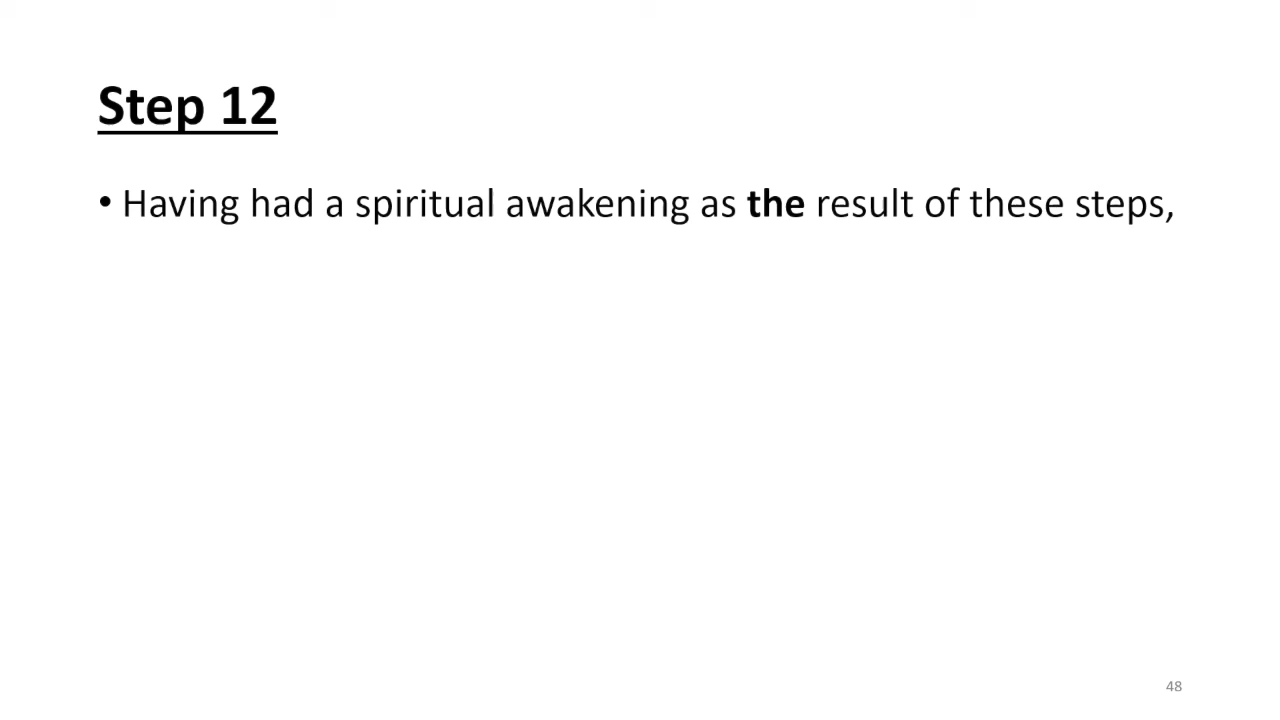 Step 12
• Having had a spiritual awakening as the result of these steps,
48